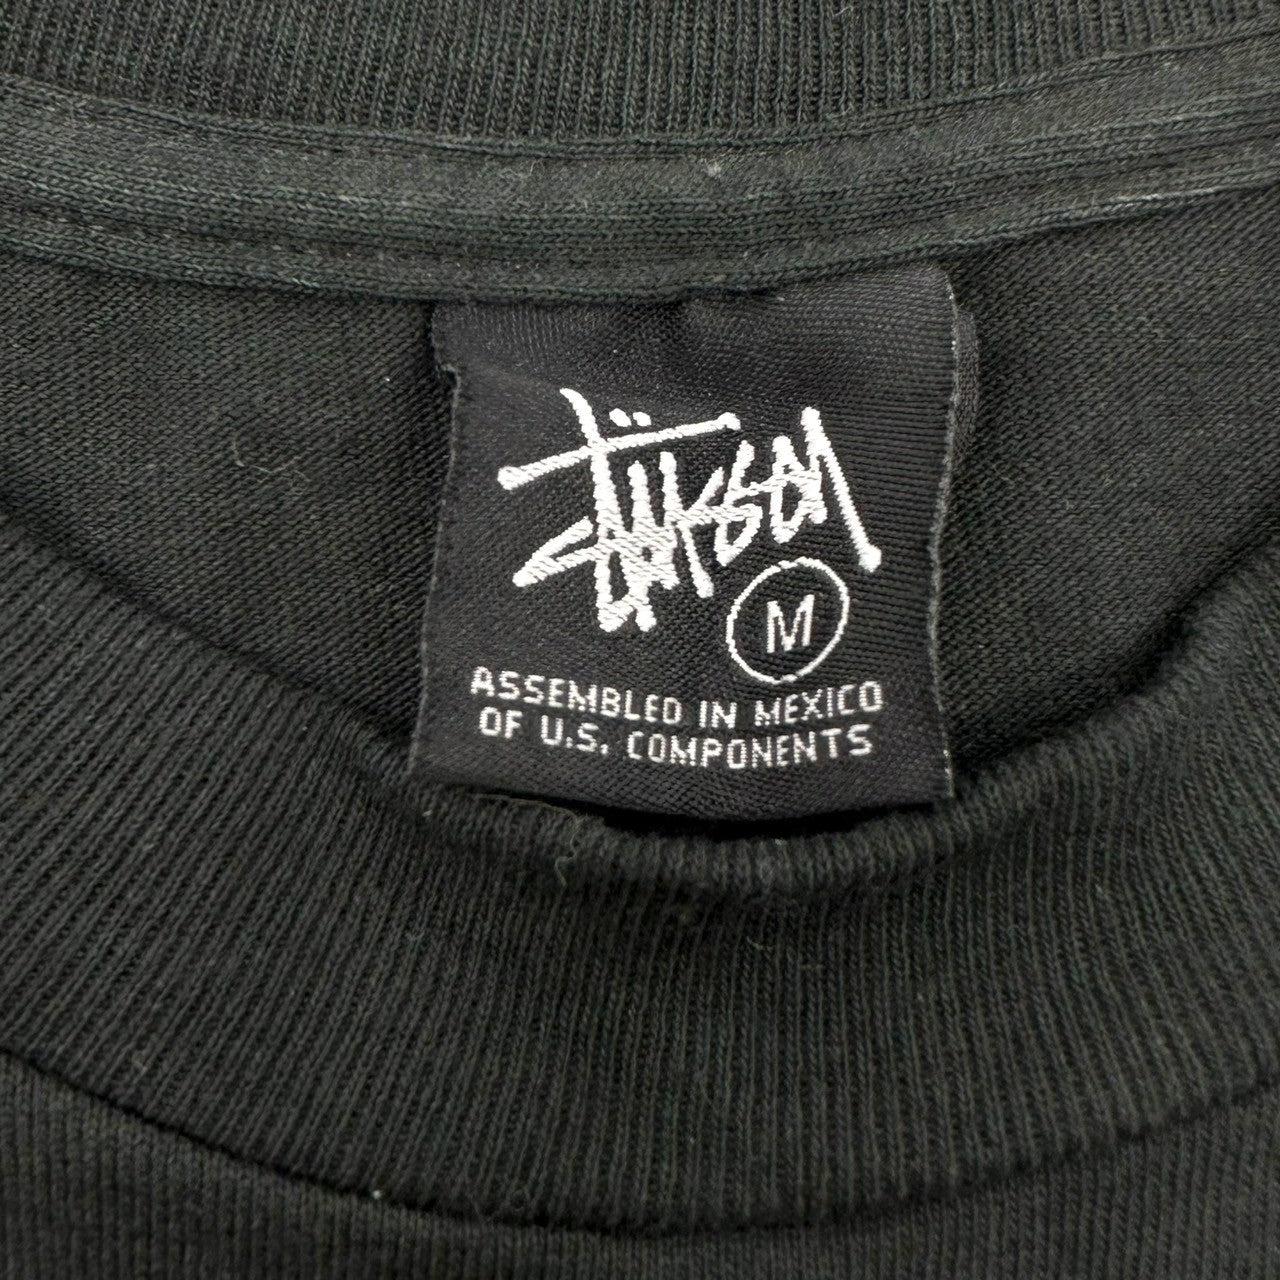 Stüssy
M
ASSEMBLED IN MEXICO
OF U.S. COMPONENTS